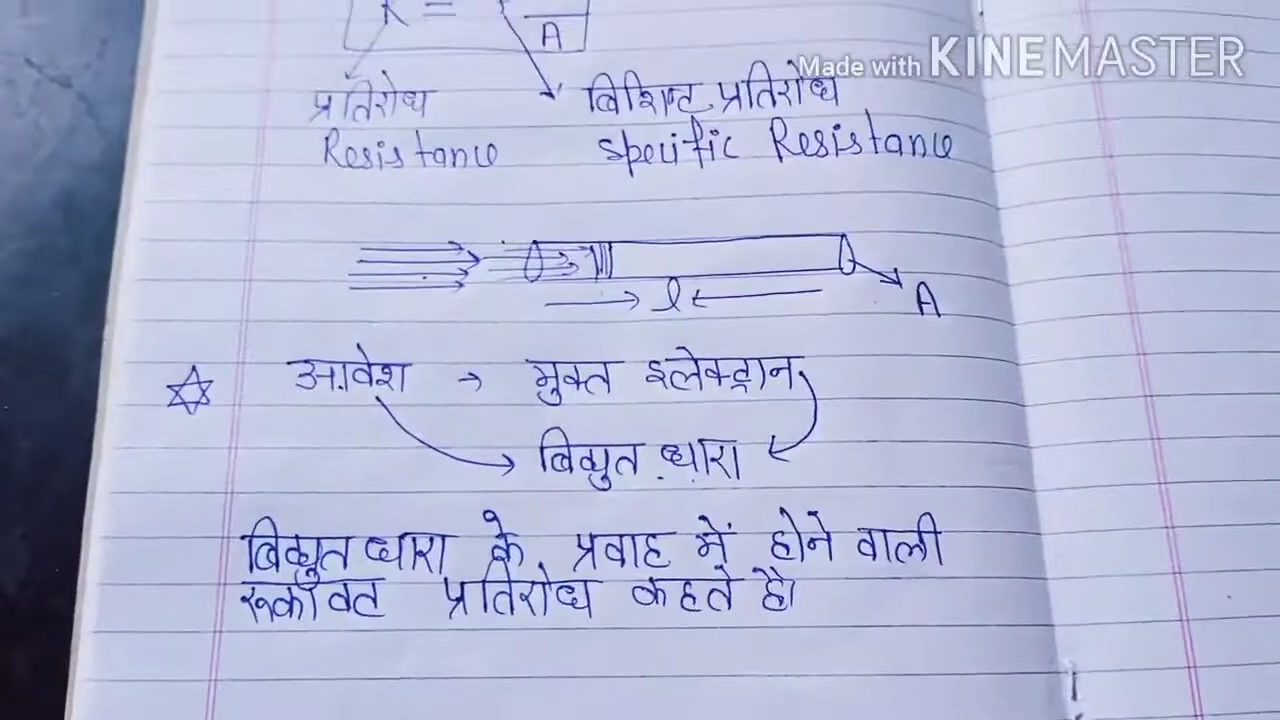 R =
A
Made with KINEMASTER
प्रतिरोध बिशिष्ट प्रतिरोध
Resistance specific Resistance
l A
आवेश → मुक्त इलेक्ट्रान
बिद्युत धारा
बिद्युत धारा के प्रवाह में होने वाली
रूकावट प्रतिरोध कहते है।